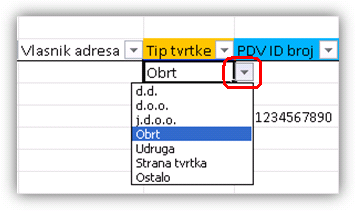 Vlasnik adresa Tip tvrtke PDV ID broj
Obrt
d.d.
d.o.o.
j.d.o.o.
Obrt
Udruga
Strana tvrtka
Ostalo
1234567890